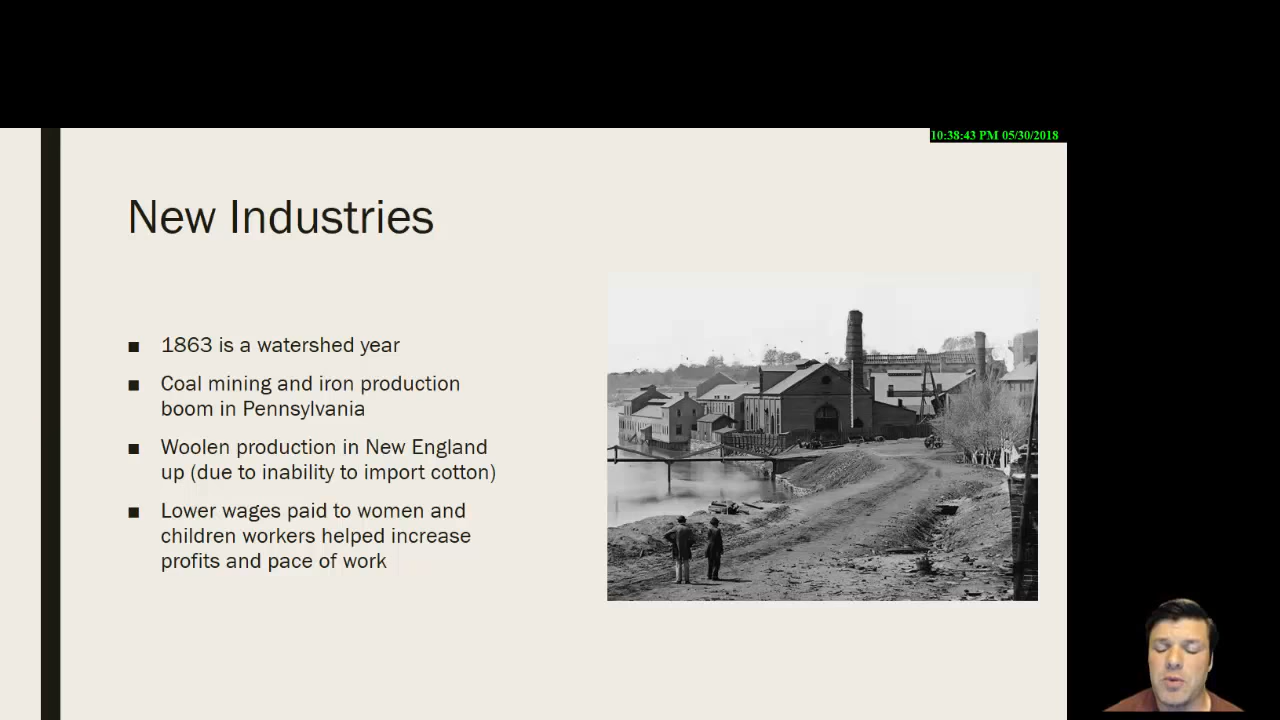 10:38:43 PM 05/30/2018
New Industries
■ 1863 is a watershed year
■ Coal mining and iron production
boom in Pennsylvania
■ Woolen production in New England
up (due to inability to import cotton)
■ Lower wages paid to women and
children workers helped increase
profits and pace of work